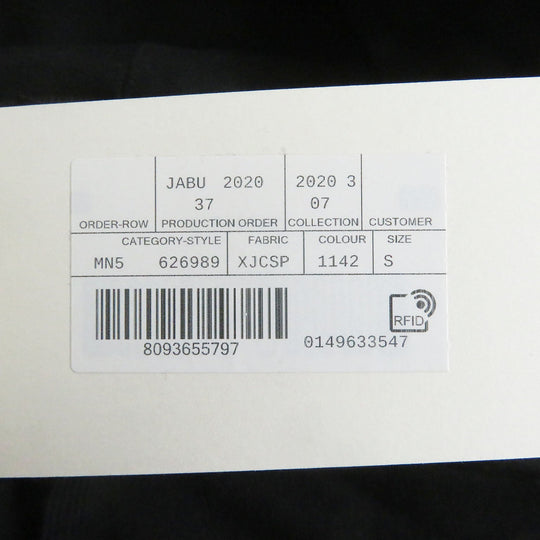 JABU 2020 2020 3
37 07
ORDER-ROW PRODUCTION ORDER COLLECTION CUSTOMER
CATEGORY-STYLE FABRIC COLOUR SIZE
MN5 626989 XJCSP 1142 S
RFID
8093655797 0149633547